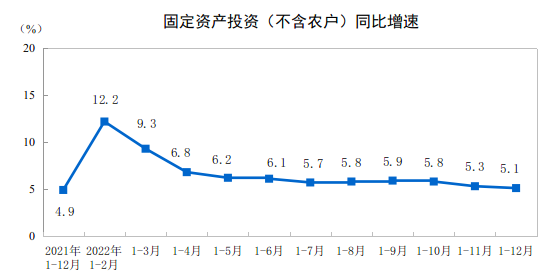 固定资产投资（不含农户）同比增速
(%)
20
15
10
5
0
12.2
9.3
6.8
6.2
6.1
5.7
5.8
5.9
5.8
5.3
5.1
4.9
2021年
1-12月
2022年
1-2月
1-3月
1-4月
1-5月
1-6月
1-7月
1-8月
1-9月
1-10月
1-11月
1-12月